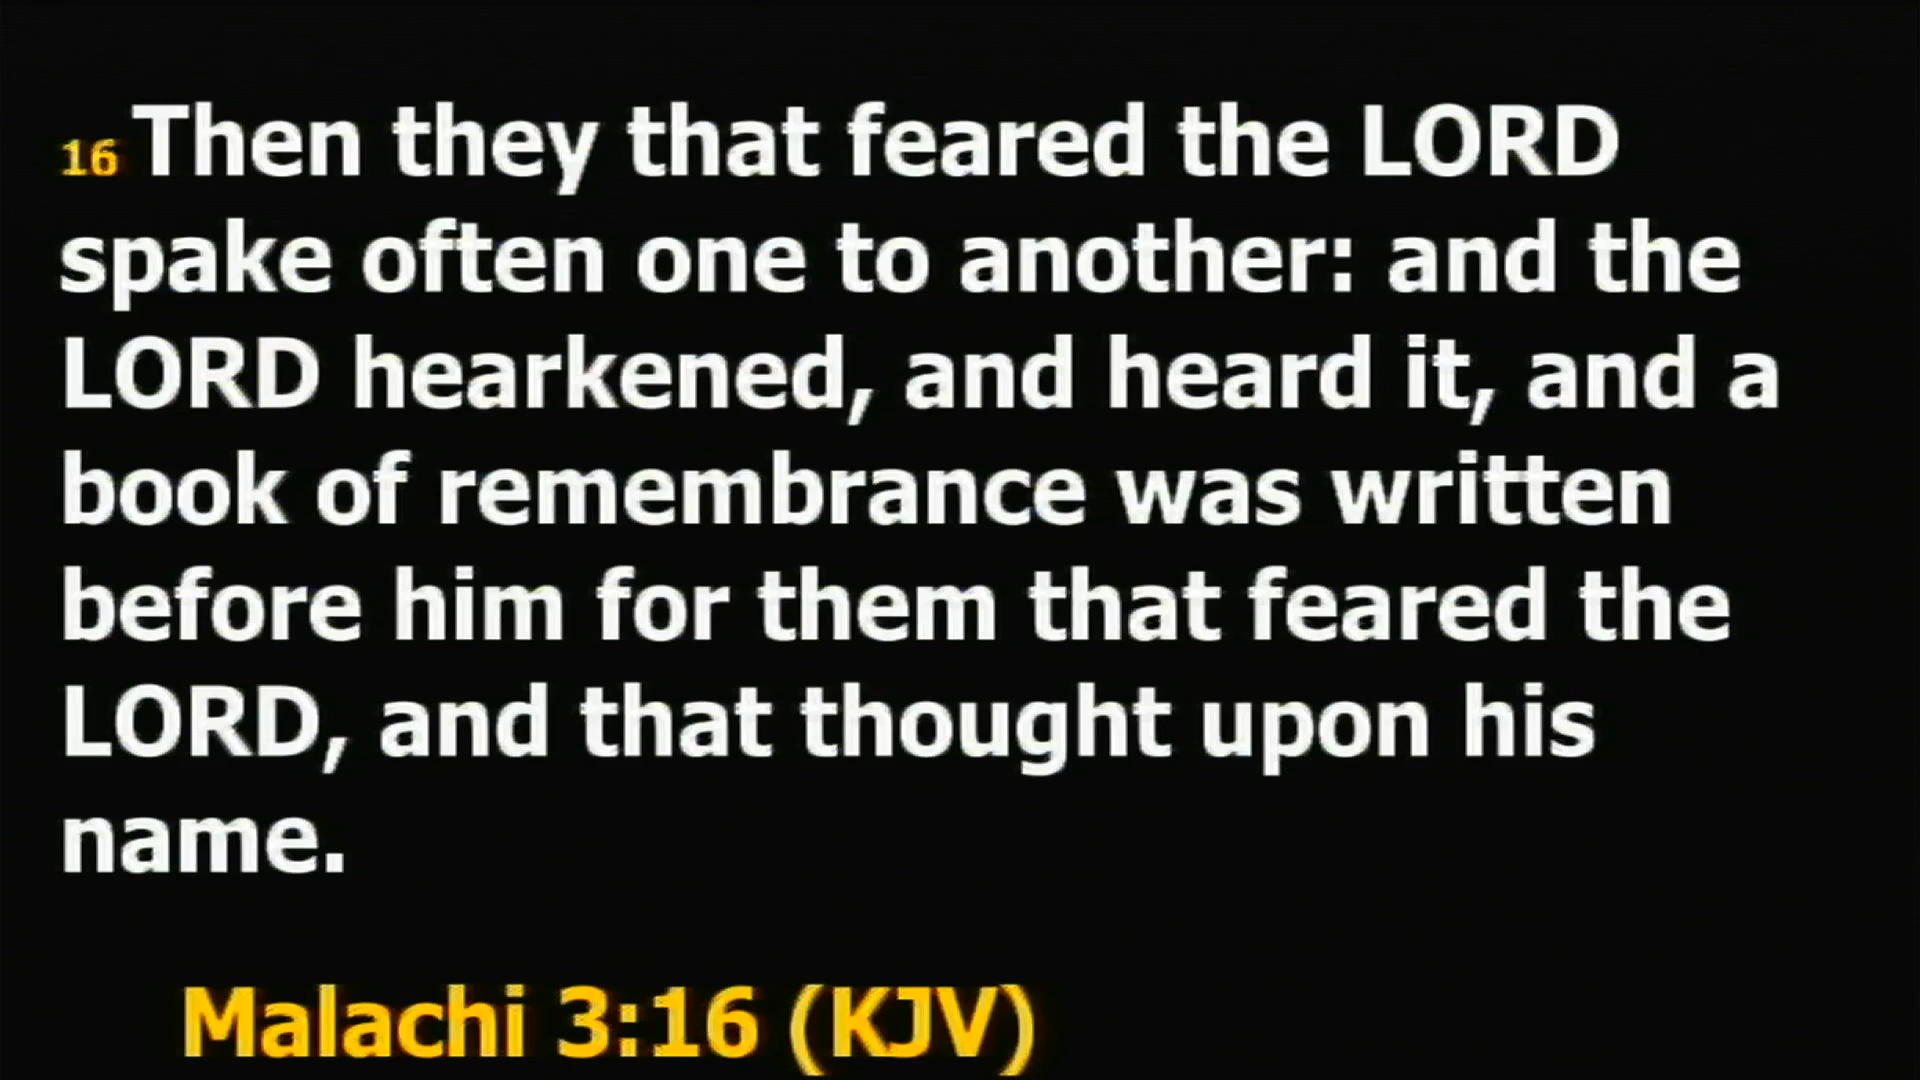 16 Then they that feared the LORD
spake often one to another: and the
LORD hearkened, and heard it, and a
book of remembrance was written
before him for them that feared the
LORD, and that thought upon his
name.
Malachi 3:16 (KJV)